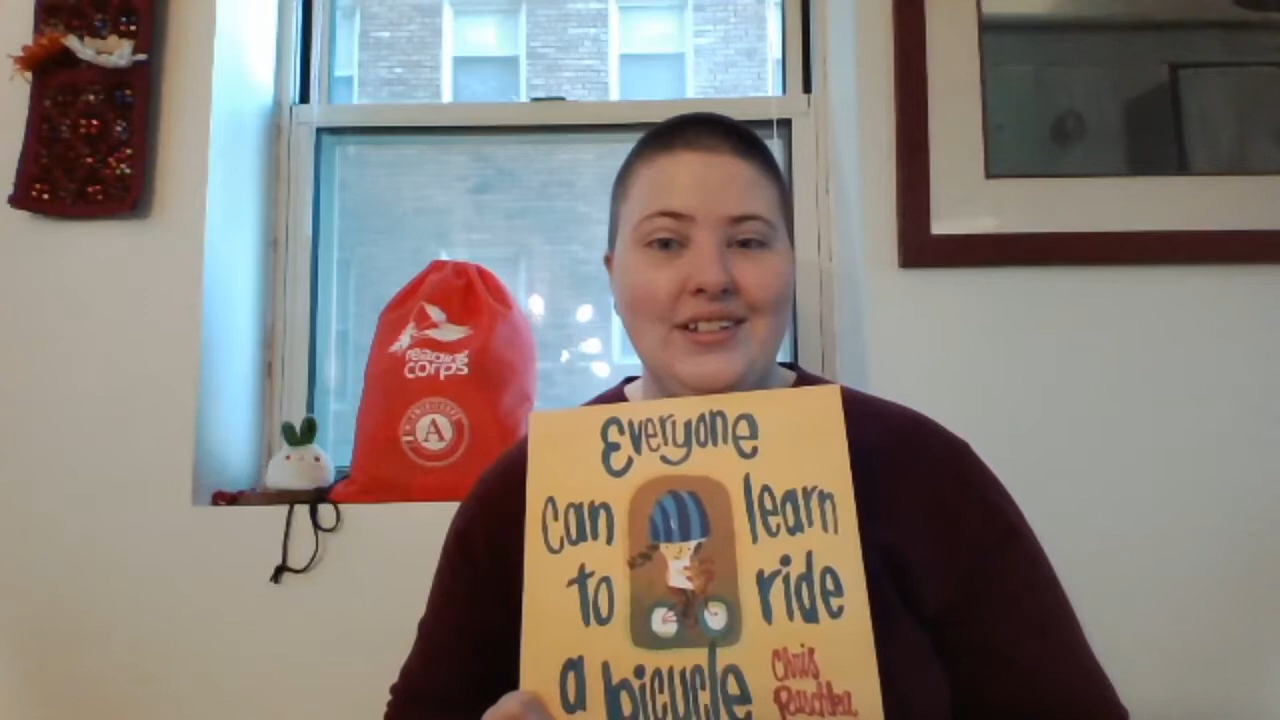 reading
corps
A
Everyone
can learn
to ride
a bicycle
Chris
Raschka